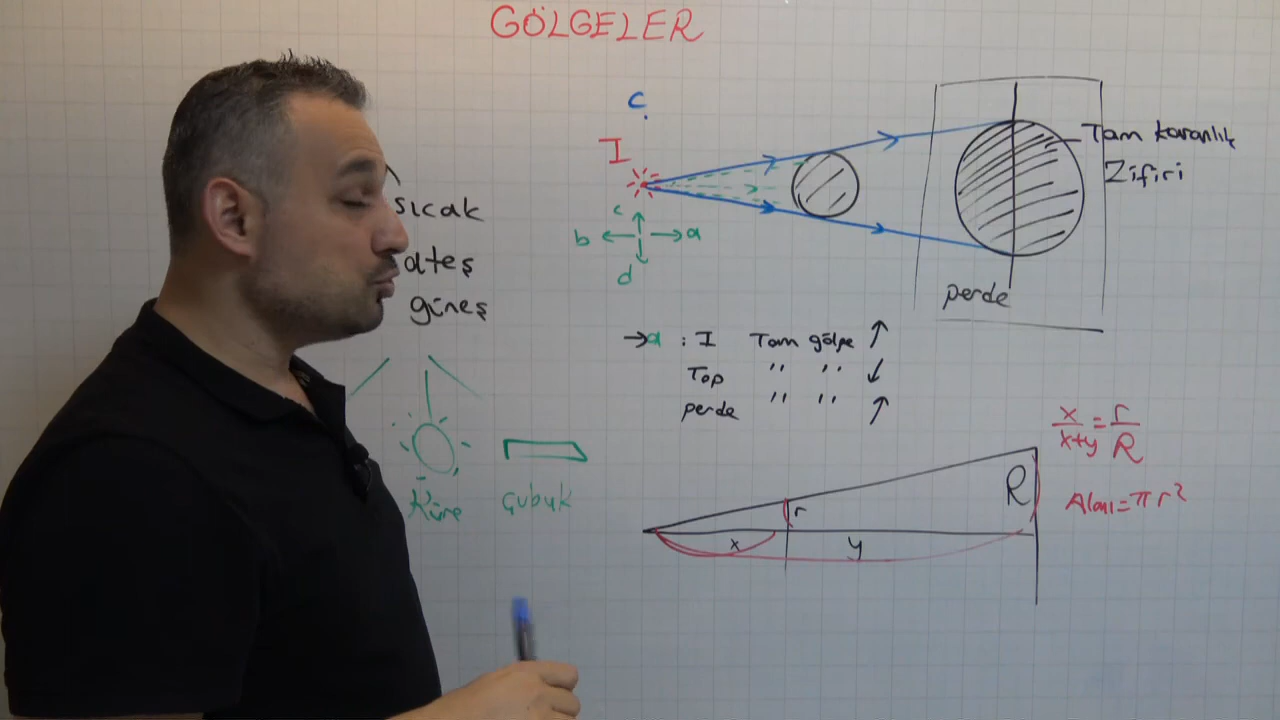 GÖLGELER
sıcak
ateş
güneş
Küre
Çubuk
C
I
c
b
a
d
Tam karanlık
Zifiri
perde
→a : I Tam gölge ↑
Top '' '' ↓
perde '' '' ↑
x/x+y = r/R
Alanı = πr²
R
r
x
y